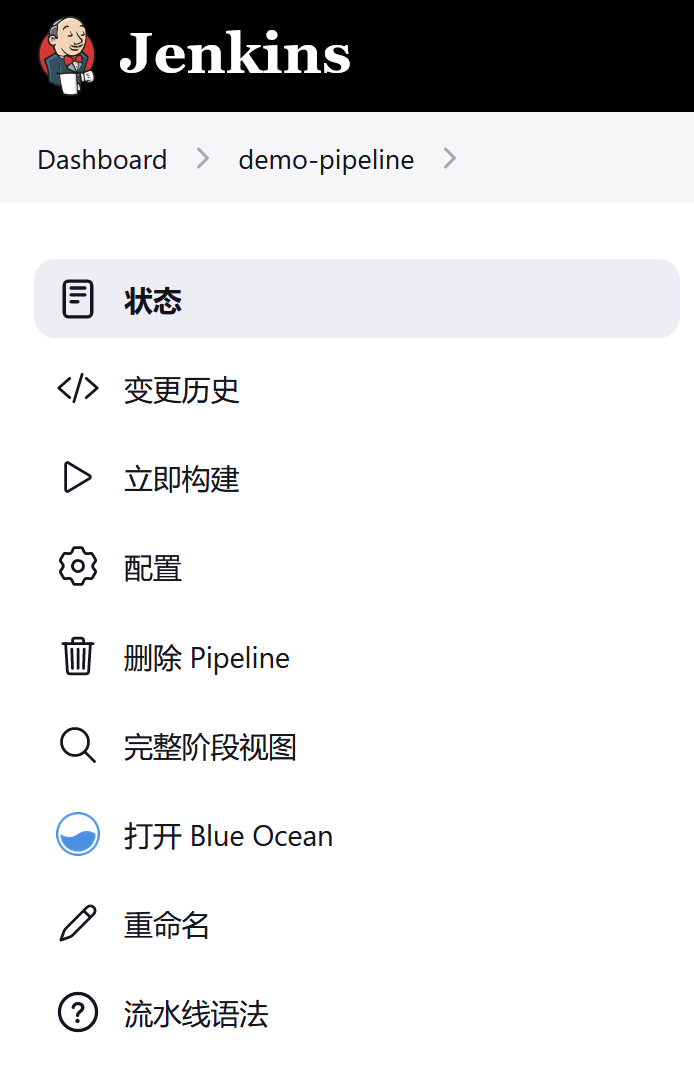 Jenkins
Dashboard demo-pipeline
状态
变更历史
立即构建
配置
删除 Pipeline
完整阶段视图
打开 Blue Ocean
重命名
流水线语法